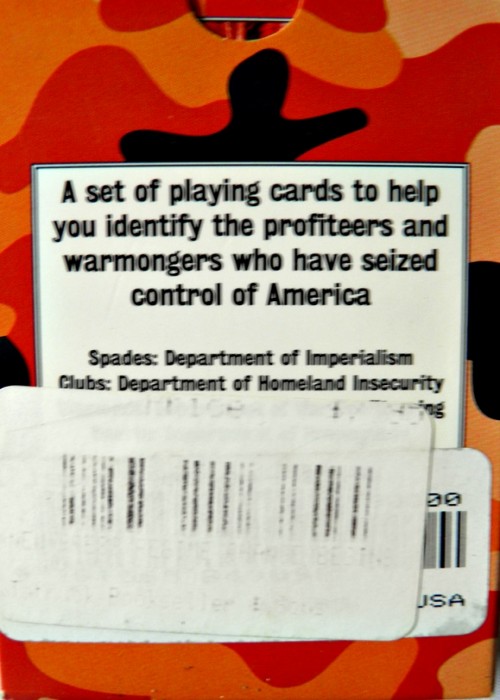 A set of playing cards to help
you identify the profiteers and
warmongers who have seized
control of America
Spades: Department of Imperialism
Clubs: Department of Homeland Insecurity
00
USA